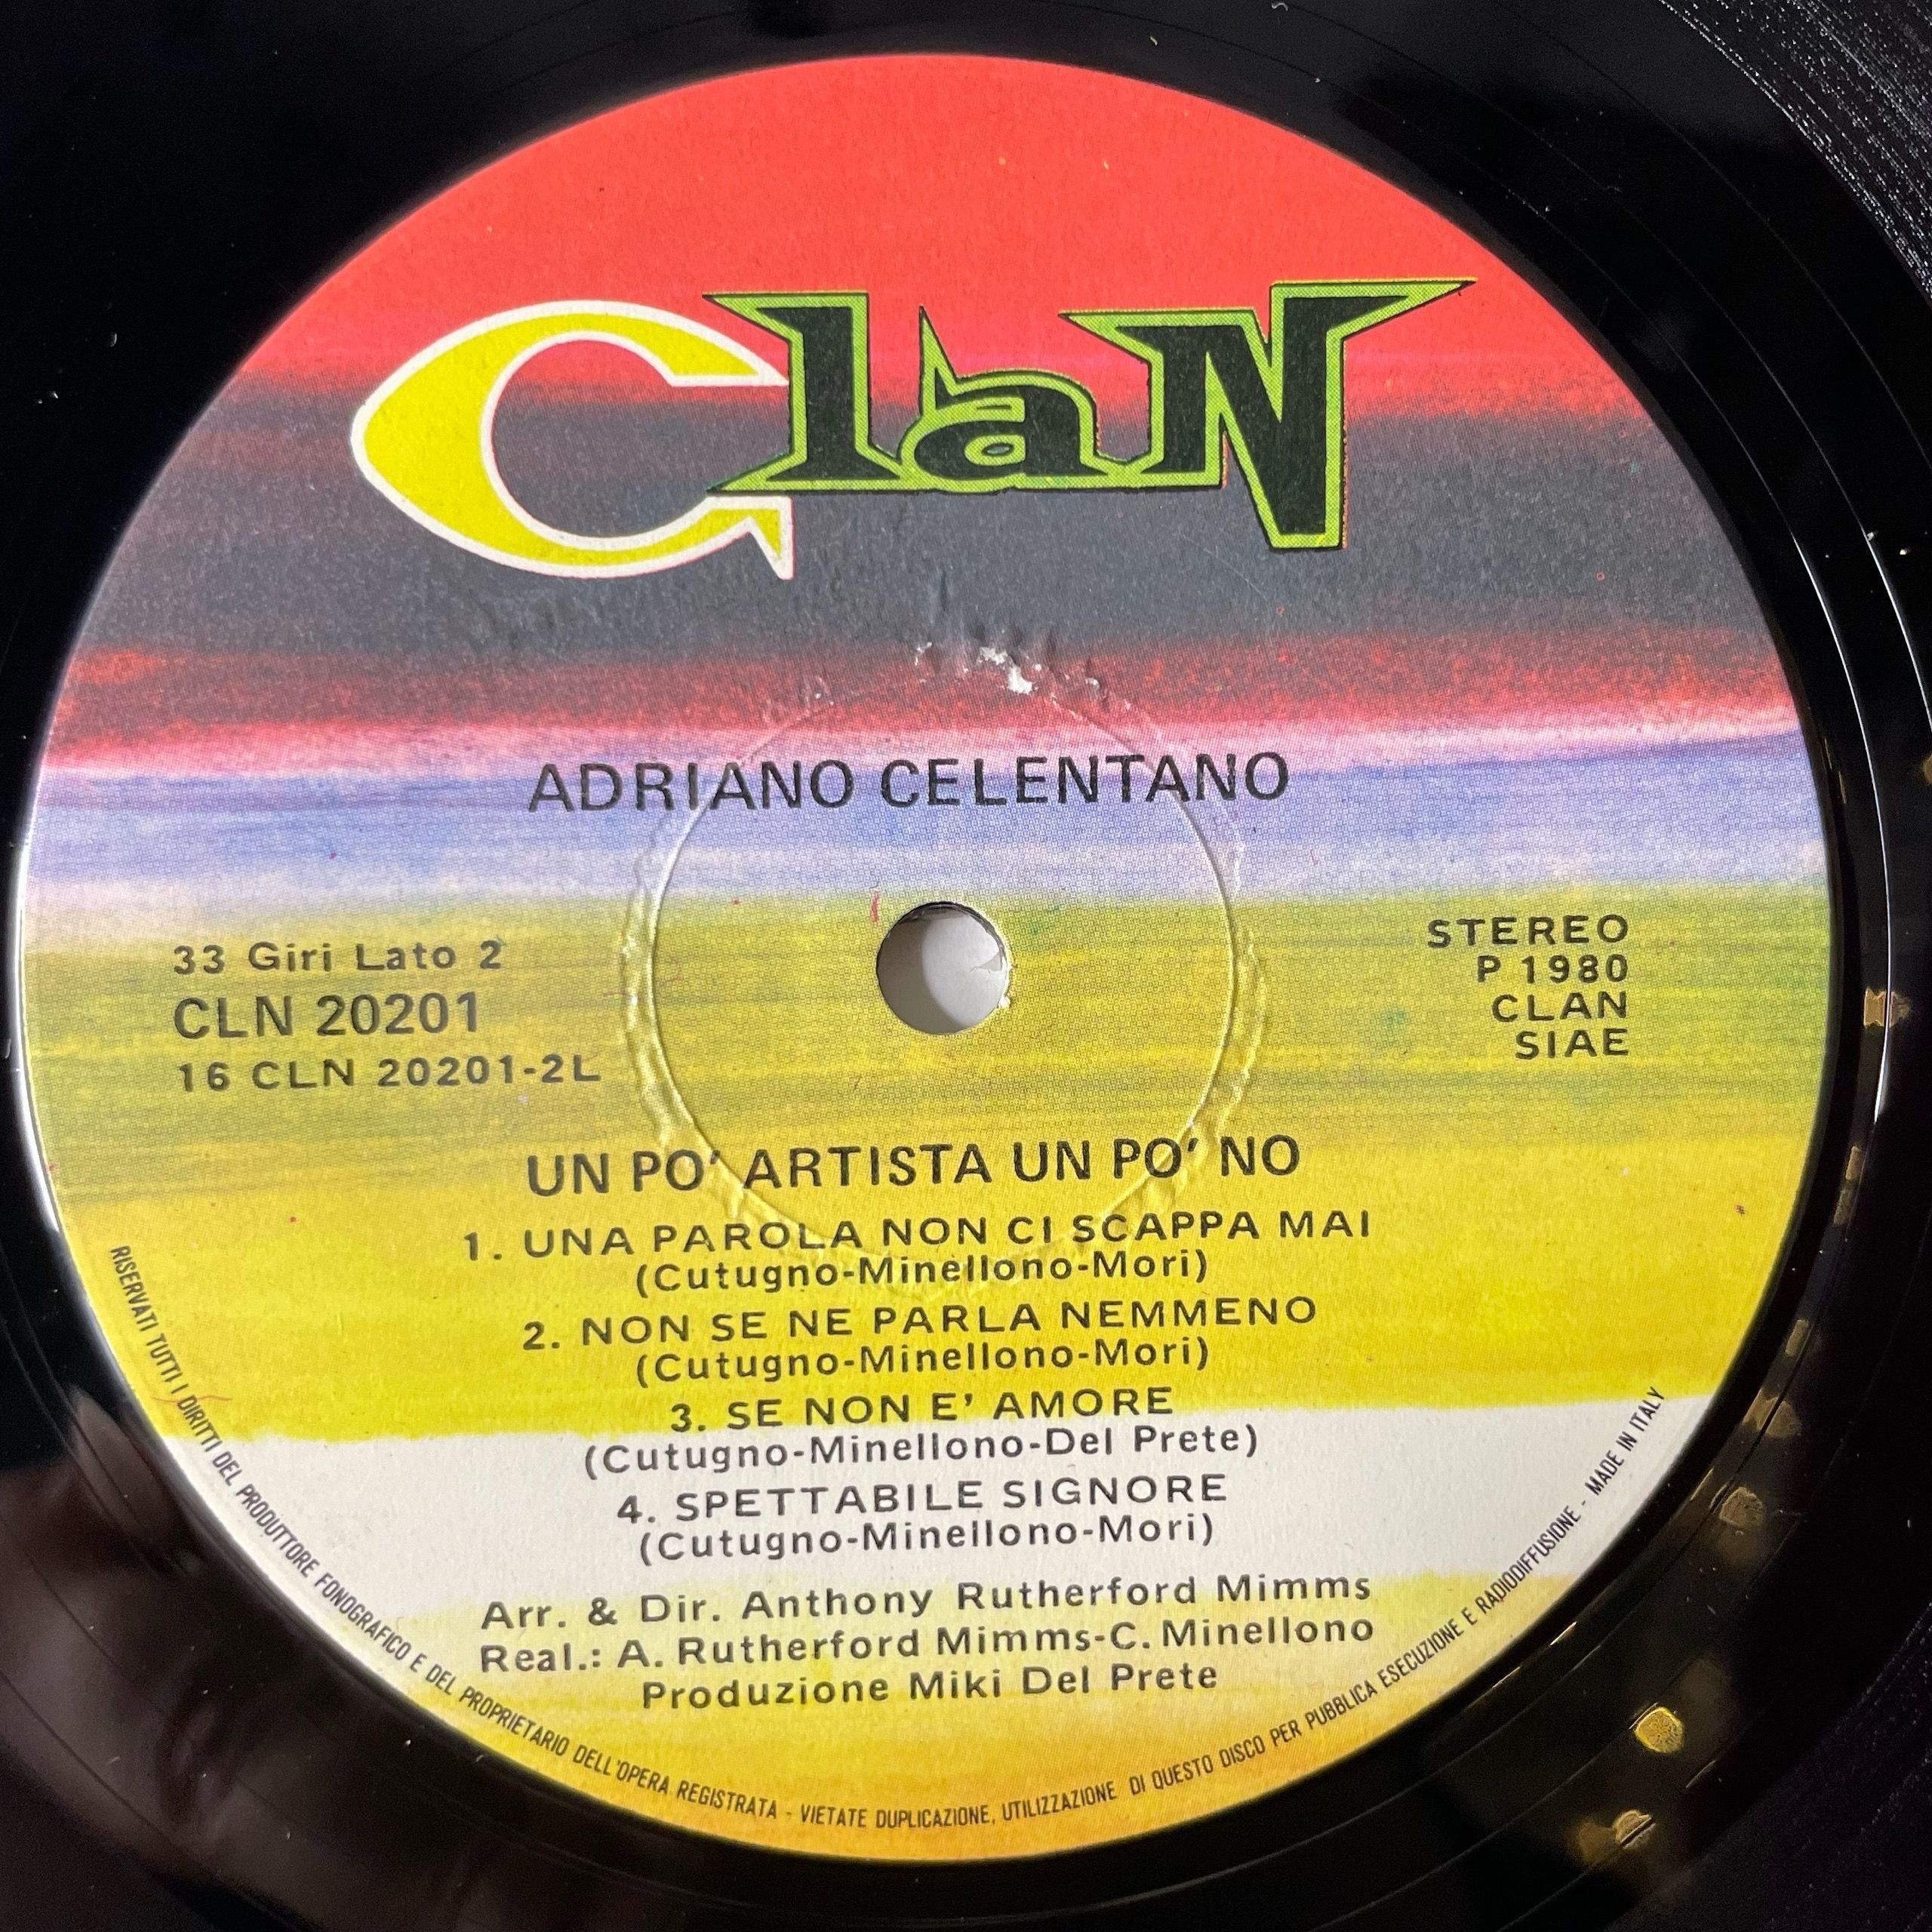 ClaN
ADRIANO CELENTANO
33 Giri Lato 2
CLN 20201
16 CLN 20201-2L
STEREO
P 1980
CLAN
SIAE
UN PO' ARTISTA UN PO' NO
1. UNA PAROLA NON CI SCAPPA MAI
(Cutugno-Minellono-Mori)
2. NON SE NE PARLA NEMMENO
(Cutugno-Minellono-Mori)
3. SE NON E' AMORE
(Cutugno-Minellono-Del Prete)
4. SPETTABILE SIGNORE
(Cutugno-Minellono-Mori)
Arr. & Dir. Anthony Rutherford Mimms
Real.: A. Rutherford Mimms-C. Minellono
Produzione Miki Del Prete
RISERVATI TUTTI I DIRITTI DEL PRODUTTORE FONOGRAFICO E DEL PROPRIETARIO DELL'OPERA REGISTRATA - VIETATE DUPLICAZIONE, UTILIZZAZIONE DI QUESTO DISCO PER PUBBLICA ESECUZIONE E RADIODIFFUSIONE - MADE IN ITALY